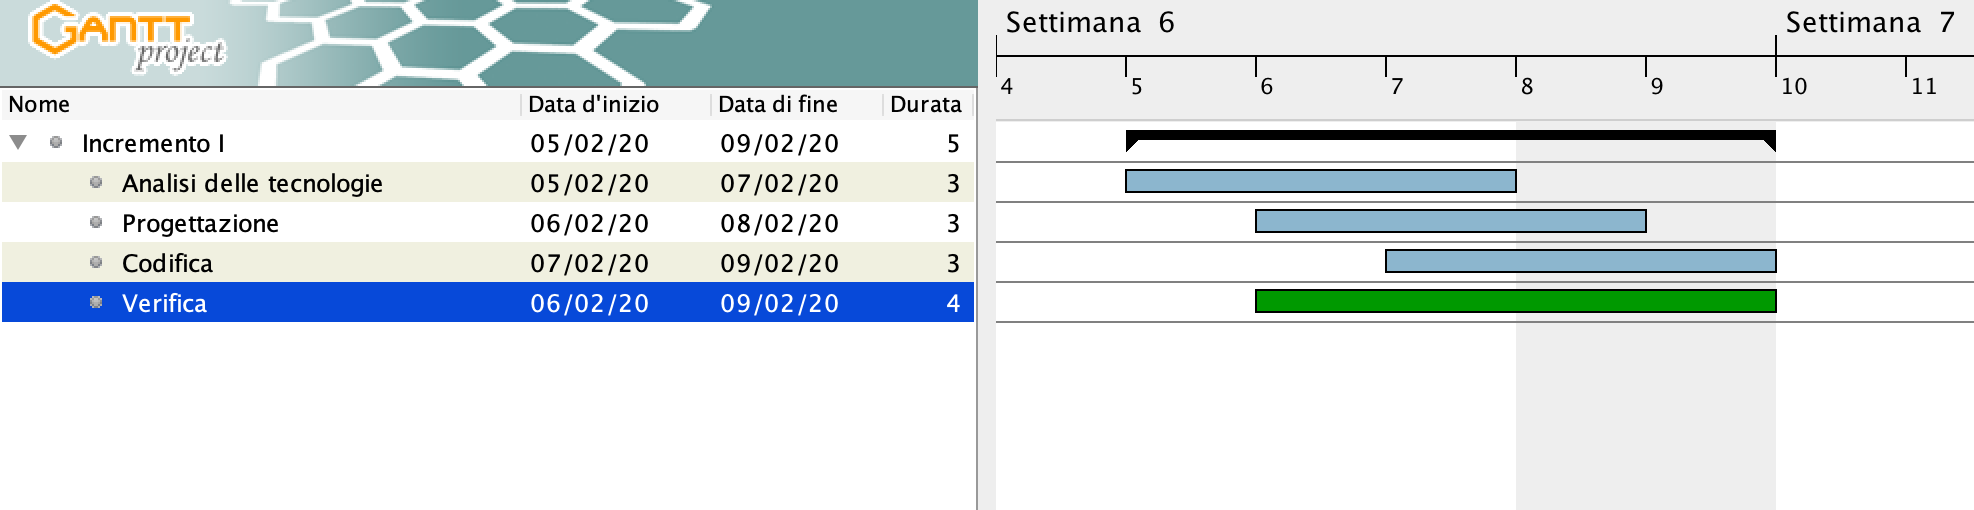 GANTT
project
Settimana 6 Settimana 7
4 5 6 7 8 9 10 11
Nome Data d'inizio Data di fine Durata
Incremento I 05/02/20 09/02/20 5
Analisi delle tecnologie 05/02/20 07/02/20 3
Progettazione 06/02/20 08/02/20 3
Codifica 07/02/20 09/02/20 3
Verifica 06/02/20 09/02/20 4